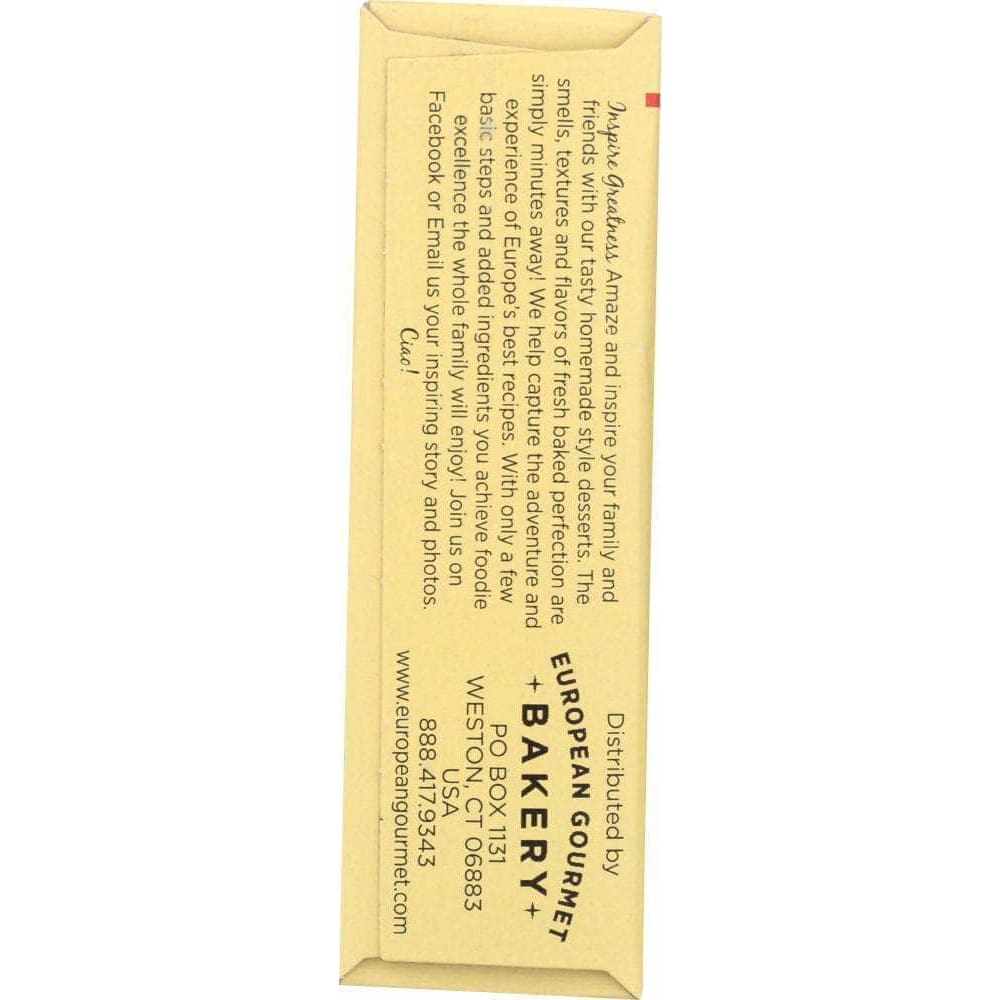 Inspire Greatness Amaze and inspire your family and
friends with our tasty homemade style desserts. The
smells, textures and flavors of fresh baked perfection are
simply minutes away! We help capture the adventure and
experience of Europe's best recipes. With only a few
basic steps and added ingredients you achieve foodie
excellence the whole family will enjoy! Join us on
Facebook or Email us your inspiring story and photos.
Ciao!
Distributed by
EUROPEAN GOURMET
BAKERY
PO BOX 1131
WESTON, CT 06883
USA
888.417.9343
www.europeangourmet.com